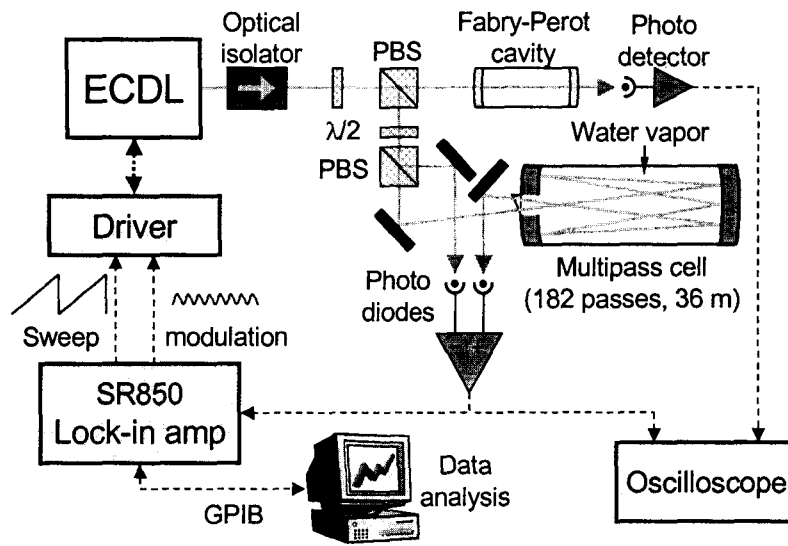 Optical
isolator
PBS
Fabry-Perot
cavity
Photo
detector
ECDL
λ/2
PBS
Water vapor
Driver
Multipass cell
(182 passes, 36 m)
Photo
diodes
Sweep
modulation
SR850
Lock-in amp
Data
analysis
GPIB
Oscilloscope